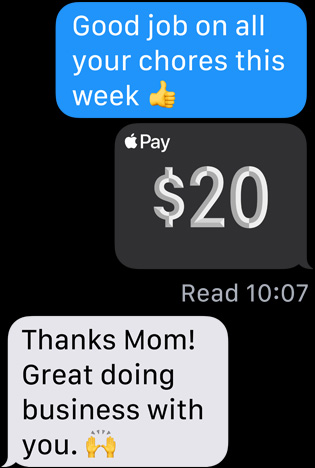 Good job on all
your chores this
week 👍
Pay
$20
Read 10:07
Thanks Mom!
Great doing
business with
you. 🙌